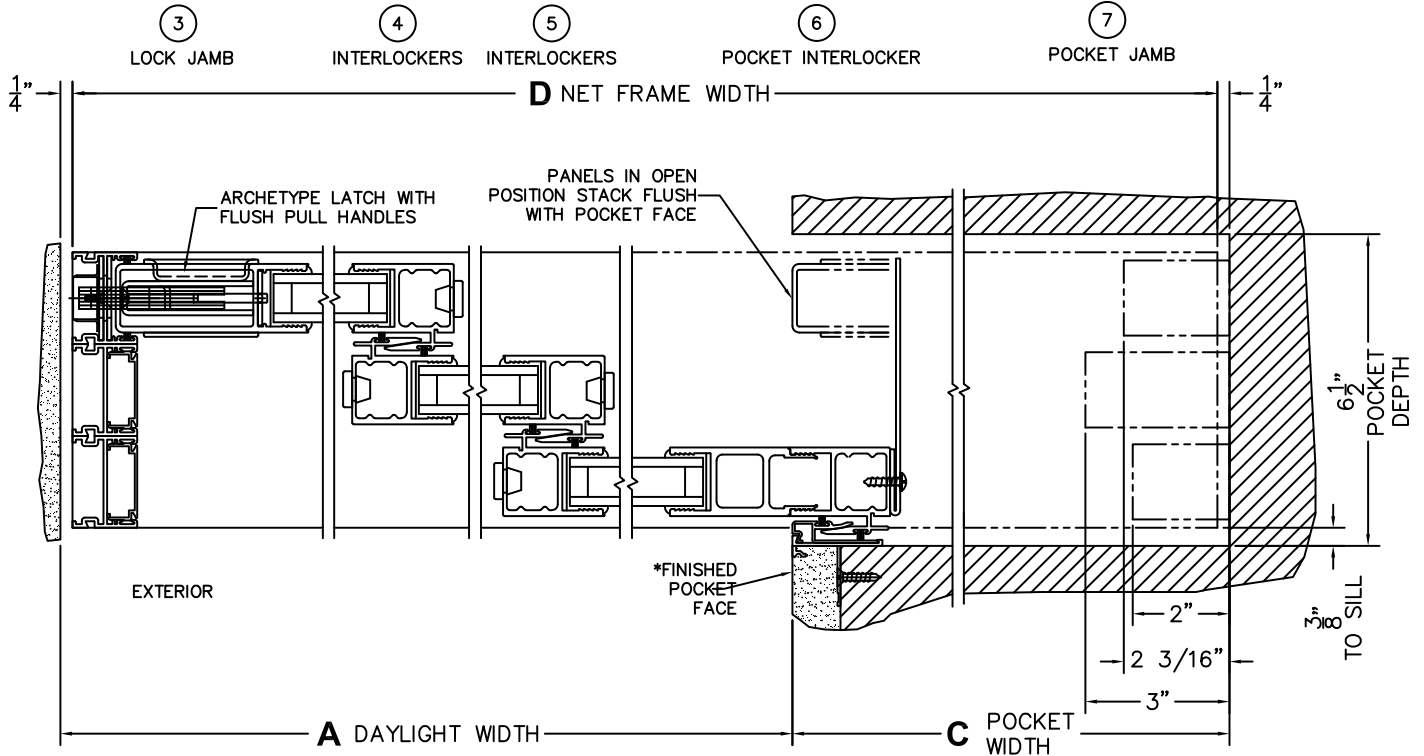 3
LOCK JAMB
4
INTERLOCKERS
5
INTERLOCKERS
6
POCKET INTERLOCKER
7
POCKET JAMB
1/4"
D NET FRAME WIDTH
1/4"
ARCHETYPE LATCH WITH
FLUSH PULL HANDLES
PANELS IN OPEN
POSITION STACK FLUSH
WITH POCKET FACE
6 1/2"
POCKET
DEPTH
EXTERIOR
*FINISHED
POCKET
FACE
3/8"
TO SILL
2"
2 3/16"
3"
A DAYLIGHT WIDTH
C POCKET
WIDTH